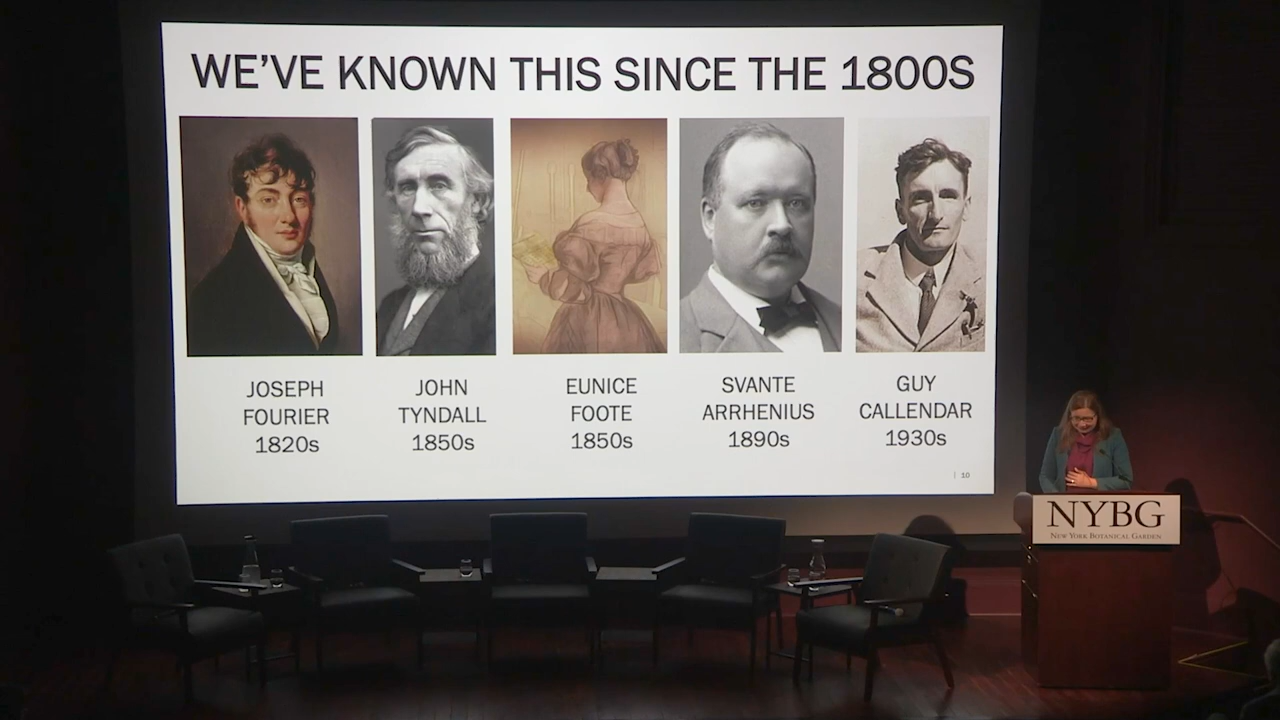 WE'VE KNOWN THIS SINCE THE 1800S
JOSEPH
FOURIER
1820s
JOHN
TYNDALL
1850s
EUNICE
FOOTE
1850s
SVANTE
ARRHENIUS
1890s
GUY
CALLENDAR
1930s
| 10
NYBG
NEW YORK BOTANICAL GARDEN